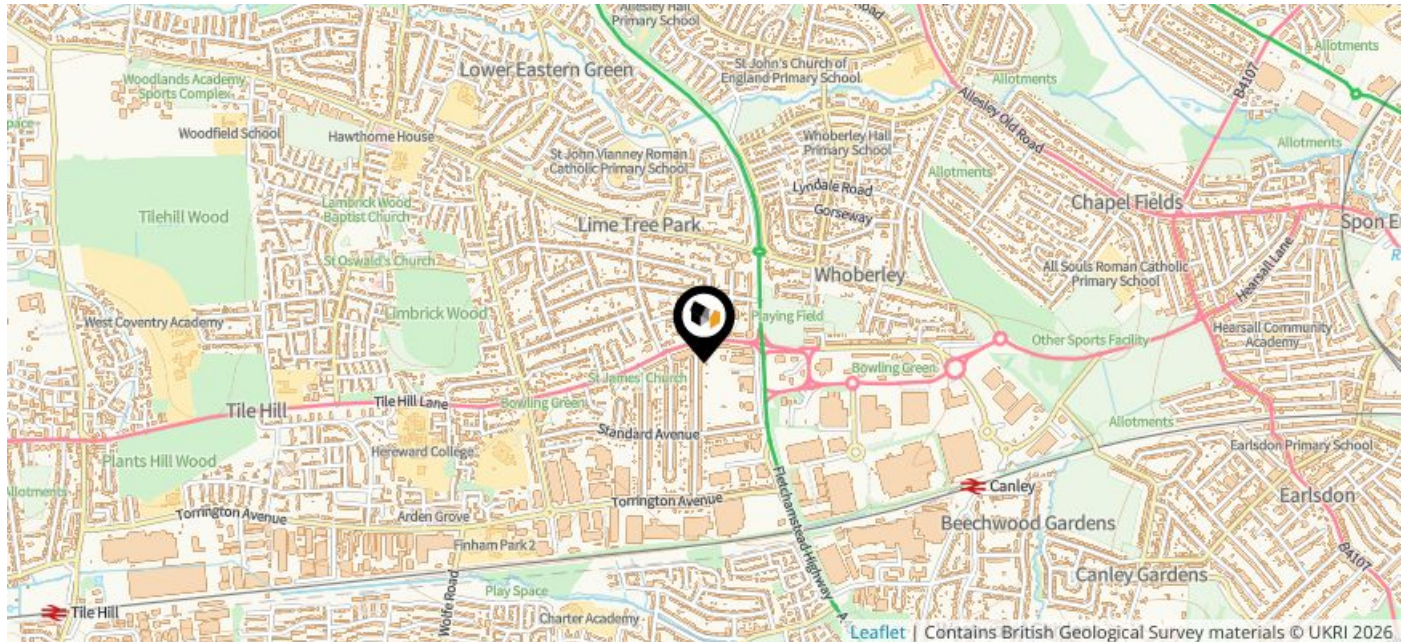 Allesley Hall
Primary School
Road
Allotments
Woodlands Academy
Sports Complex
Lower Eastern Green
St John's Church of
England Primary School
Allotments
B4107
Allesley Old Road
Woodfield School
Hawthorne House
Whoberley Hall
Primary School
Allotments
St John Vianney Roman
Catholic Primary School
Allotments
Lyndale Road
Lambrick Wood
Baptist Church
Tilehill Wood
Chapel Fields
Gorseway
Lime Tree Park
Spon E
St Oswald's Church
Whoberley
All Souls Roman Catholic
Primary School
Hearsall Lane
Limbrick Wood
West Coventry Academy
Playing Field
Other Sports Facility
Hearsall Community
Academy
Bowling Green
St James' Church
Tile Hill Lane
Bowling Green
Tile Hill
Allotments
Standard Avenue
Earlsdon Primary School
Plants Hill Wood
Hereward College
Allotments
Fletchamstead Highway
Canley
Earlsdon
Torrington Avenue
Torrington Avenue
Arden Grove
Beechwood Gardens
Finham Park 2
B4107
Canley Gardens
Wolfe Road
Play Space
Tile Hill
Charter Academy
A
Leaflet | Contains British Geological Survey materials © UKRI 2026